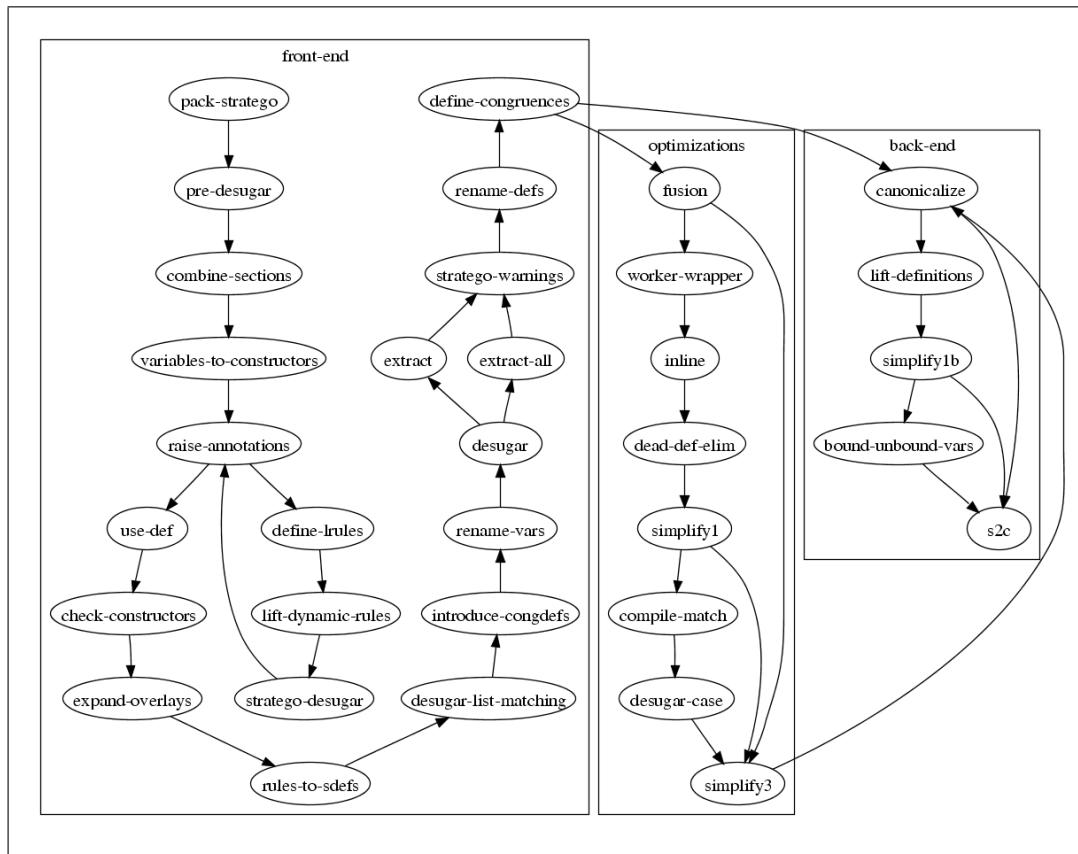 front-end
pack-stratego
define-congruences
optimizations
back-end
pre-desugar
rename-defs
fusion
canonicalize
combine-sections
stratego-warnings
worker-wrapper
lift-definitions
variables-to-constructors
extract
extract-all
inline
simplify1b
raise-annotations
desugar
dead-def-elim
bound-unbound-vars
use-def
define-lrules
rename-vars
simplify1
s2c
check-constructors
lift-dynamic-rules
introduce-congdefs
compile-match
expand-overlays
stratego-desugar
desugar-list-matching
desugar-case
rules-to-sdefs
simplify3